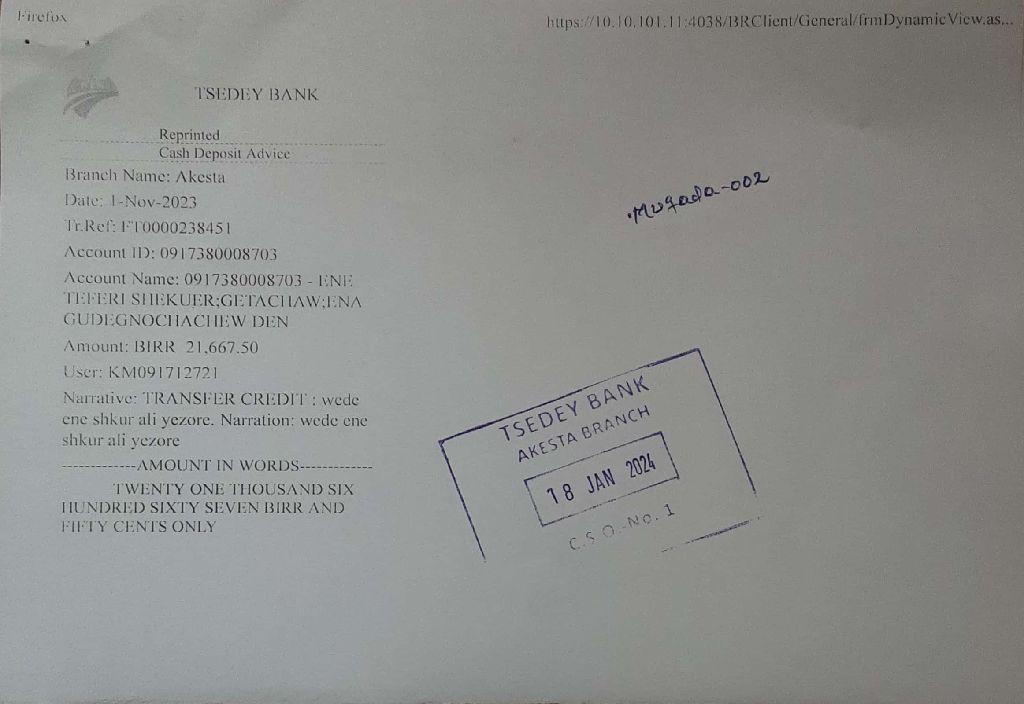 Firefox
https://10.10.101.11:4038/BRClient/General/frmDynamicView.as...
TSEDEY BANK
Reprinted
Cash Deposit Advice
Branch Name: Akesta
Date: 1-Nov-2023
Tr.Ref: FT0000238451
Account ID: 0917380008703
Account Name: 0917380008703 - ENE
TEFERI SHEKUER;GETACHAW;ENA
GUDEGNOCHACHEW DEN
Amount: BIRR 21,667.50
User: KM091712721
Narrative: TRANSFER CREDIT : wede
ene shkur ali yezore. Narration: wede ene
shkur ali yezore
------------AMOUNT IN WORDS------------
TWENTY ONE THOUSAND SIX
HUNDRED SIXTY SEVEN BIRR AND
FIFTY CENTS ONLY
TSEDEY BANK
AKESTA BRANCH
18 JAN 2024
C.S.O.-No. 1